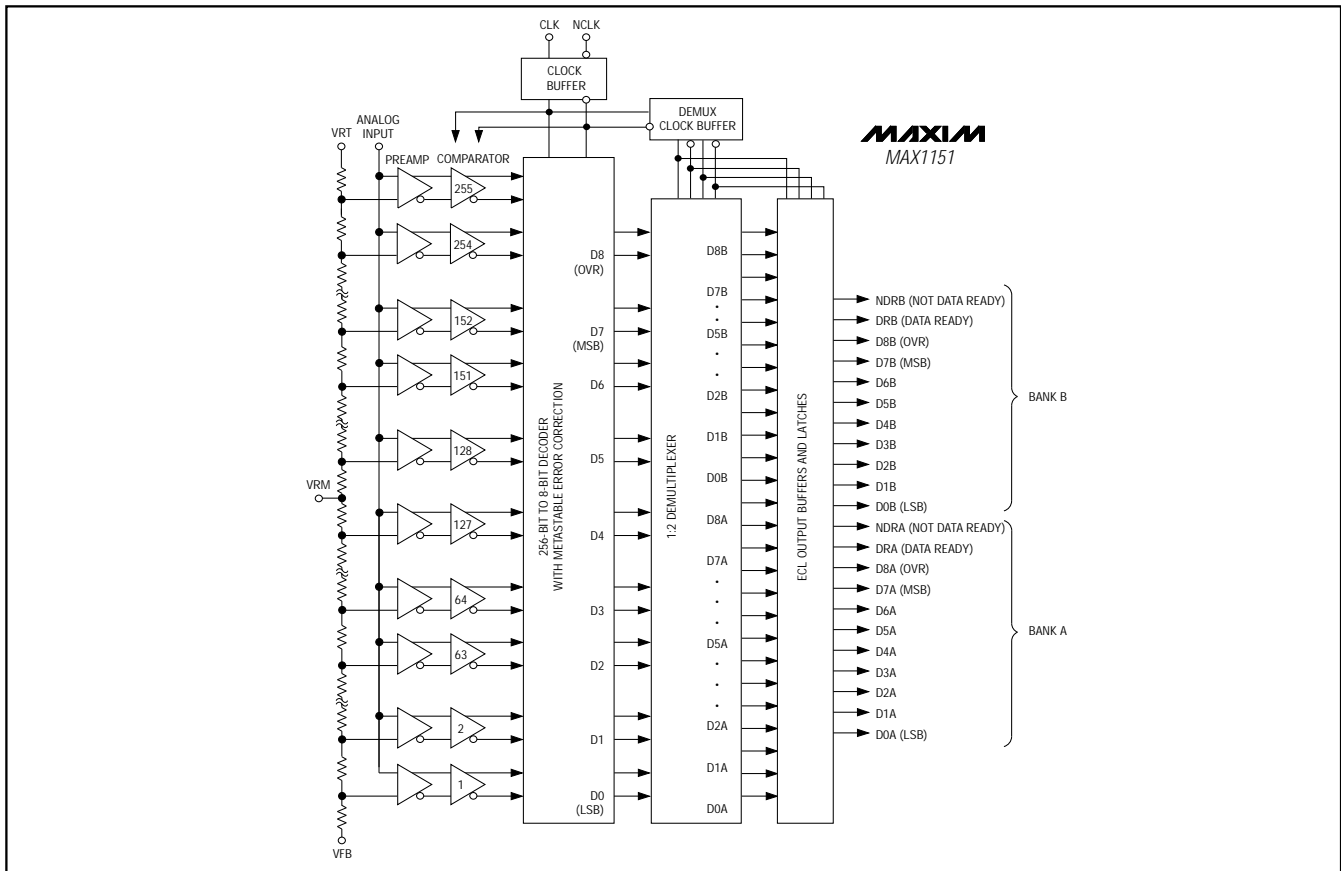 CLK NCLK
CLOCK
BUFFER
DEMUX
CLOCK BUFFER
MAXIM
MAX1151
VRT
ANALOG
INPUT
PREAMP COMPARATOR
255
254
152
151
128
127
64
63
2
1
VRM
VFB
256-BIT TO 8-BIT DECODER
WITH METASTABLE ERROR CORRECTION
D8
(OVR)
D7
(MSB)
D6
D5
D4
D3
D2
D1
D0
(LSB)
1:2 DEMULTIPLEXER
D8B
D7B
D5B
D2B
D1B
D0B
D8A
D7A
D5A
D2A
D1A
D0A
ECL OUTPUT BUFFERS AND LATCHES
NDRB (NOT DATA READY)
DRB (DATA READY)
D8B (OVR)
D7B (MSB)
D6B
D5B
D4B
D3B
D2B
D1B
D0B (LSB)
BANK B
NDRA (NOT DATA READY)
DRA (DATA READY)
D8A (OVR)
D7A (MSB)
D6A
D5A
D4A
D3A
D2A
D1A
D0A (LSB)
BANK A